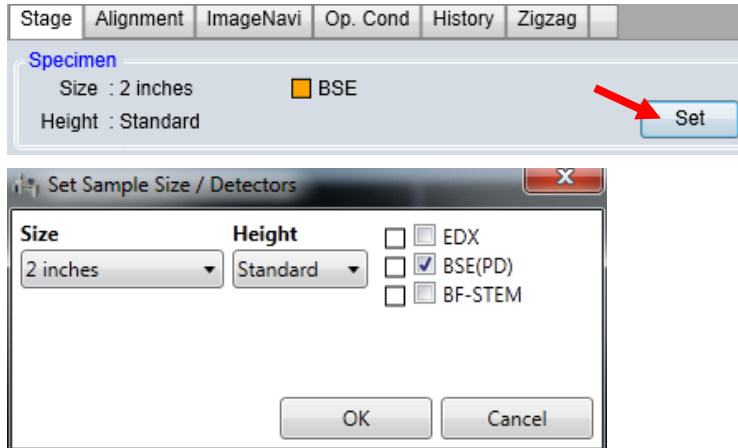 Stage Alignment ImageNavi Op. Cond History Zigzag
Specimen
Size : 2 inches BSE
Height : Standard Set
Set Sample Size / Detectors
Size Height EDX
2 inches Standard BSE(PD)
BF-STEM
OK Cancel